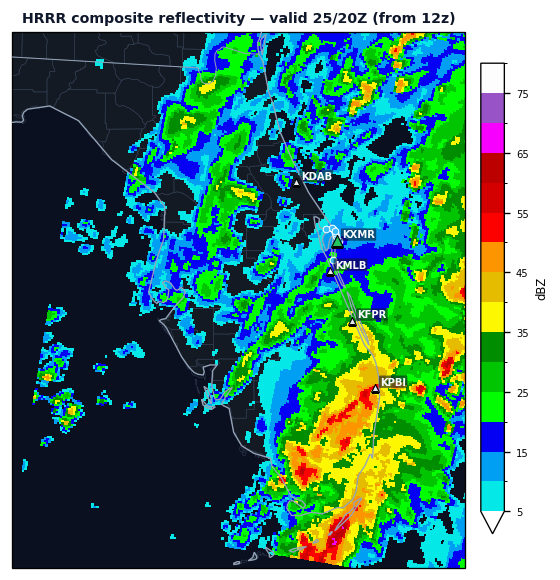 HRRR composite reflectivity — valid 25/20Z (from 12z)
KDAB
KXMR
KMLB
KFPR
KPBI
75
65
55
45
35
25
15
5
dBZ